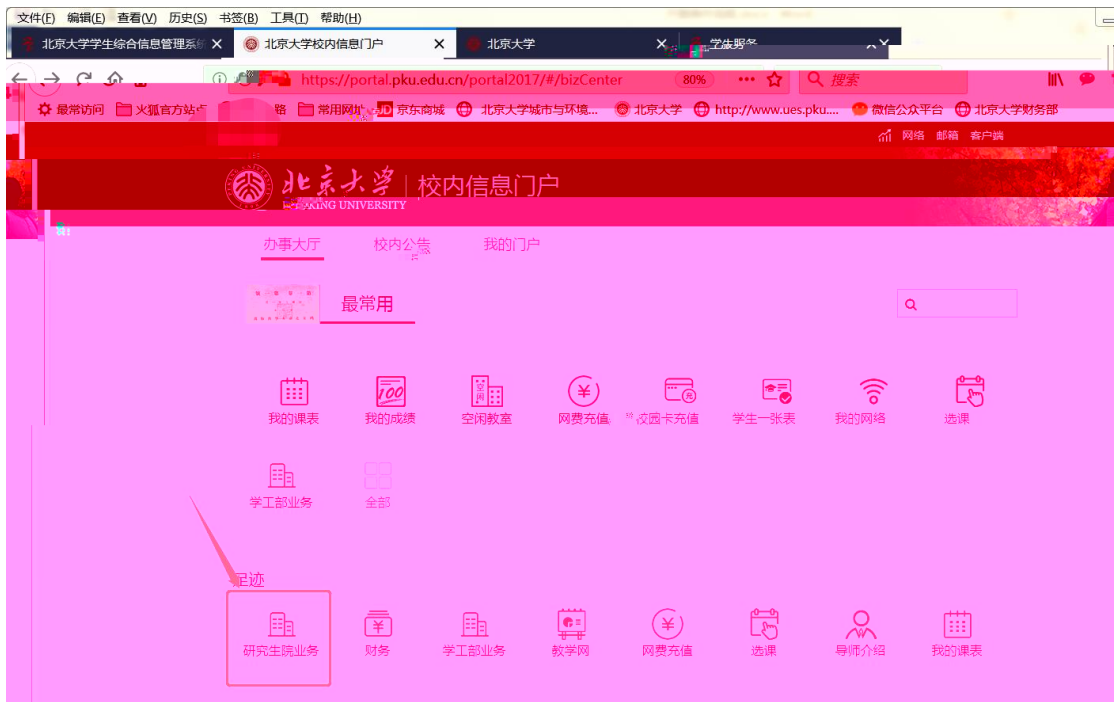 文件(F) 编辑(E) 查看(V) 历史(S) 书签(B) 工具(T) 帮助(H)
北京大学学生综合信息管理系统 北京大学校内信息门户 北京大学 学生服务
https://portal.pku.edu.cn/portal2017/#/bizCenter 80% 搜索
最常访问 火狐官方站点 常用网址 JD 京东商城 北京大学城市与环境... 北京大学 http://www.ues.pku.... 微信公众平台 北京大学财务部
网络 邮箱 客户端
北京大学 校内信息门户
PEKING UNIVERSITY
办事大厅 校内公告 我的门户
最常用
我的课表 我的成绩 空闲教室 网费充值 校园卡充值 学生一张表 我的网络 选课
学工部业务 全部
足迹
研究生院业务 财务 学工部业务 教学网 网费充值 选课 导师介绍 我的课表